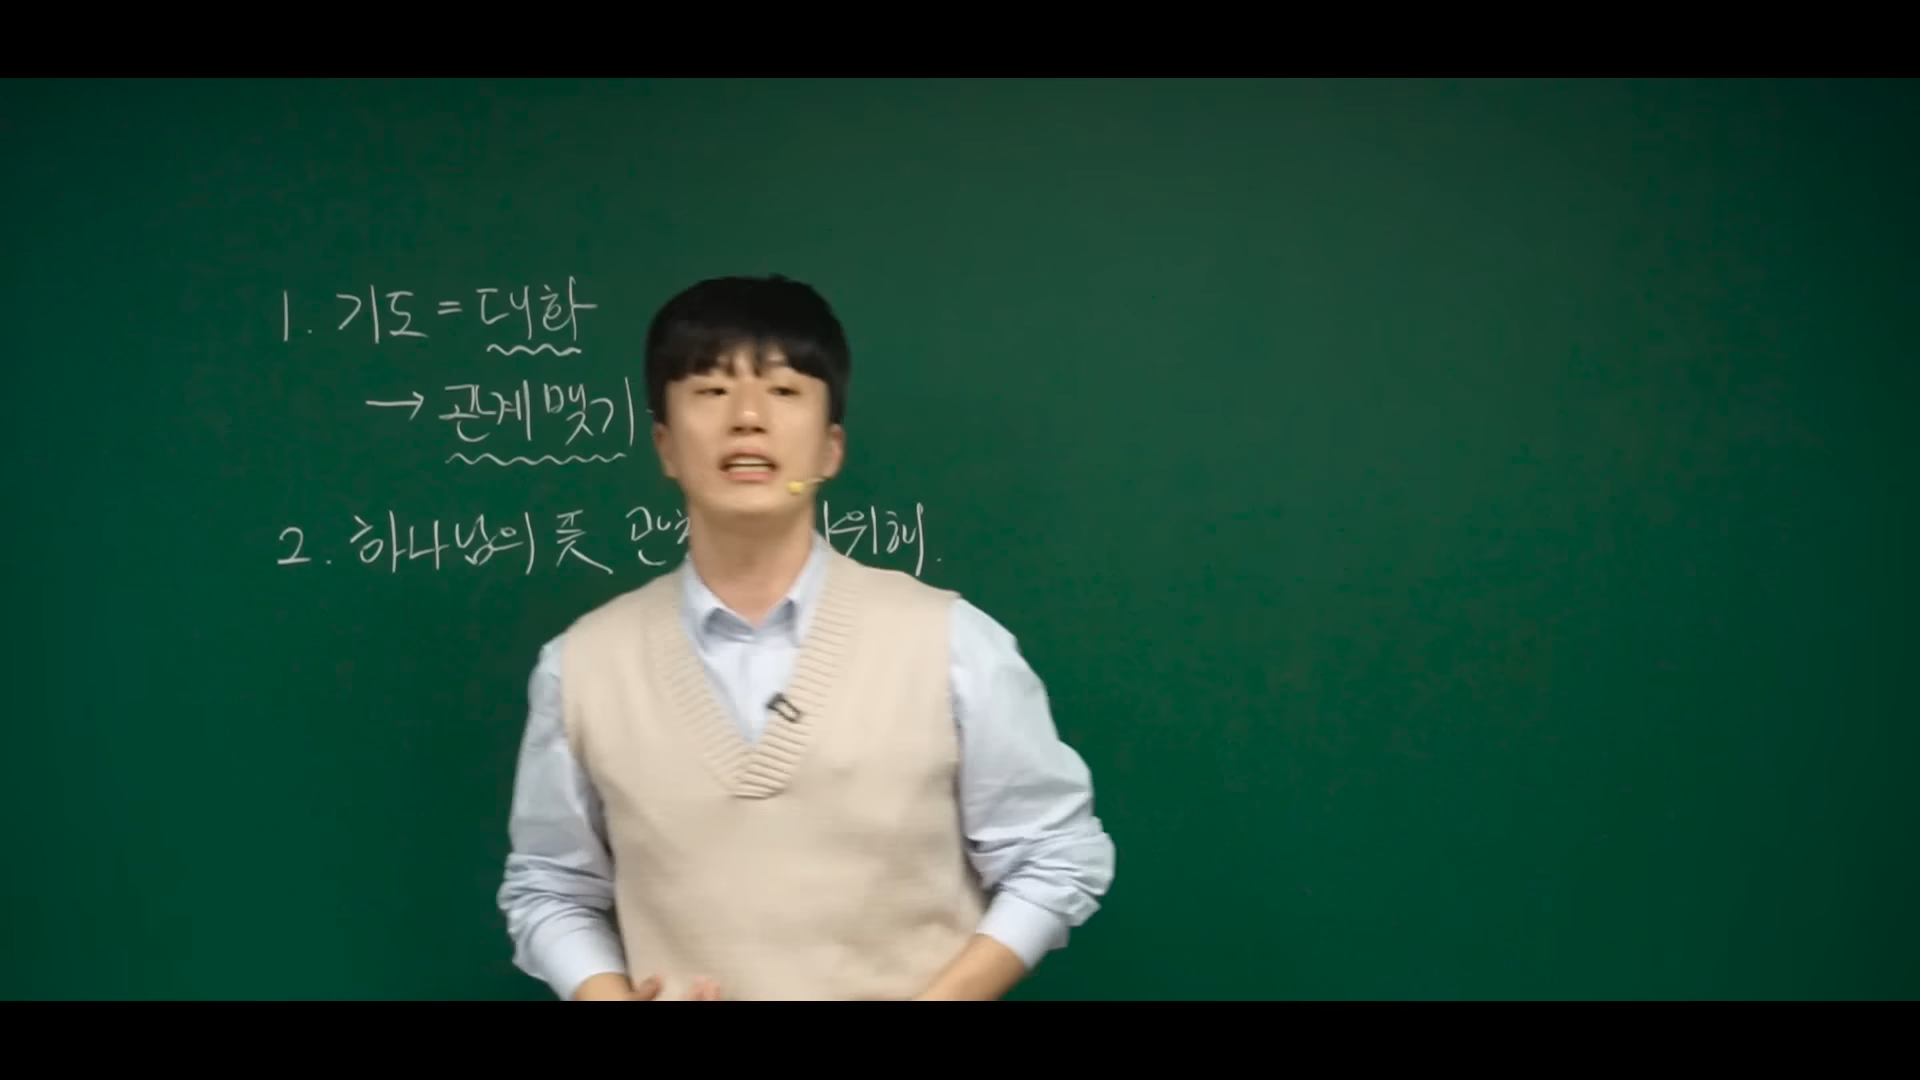 1. 기도 = 대화
→ 관계 맺기
2. 하나님의 뜻 위해.